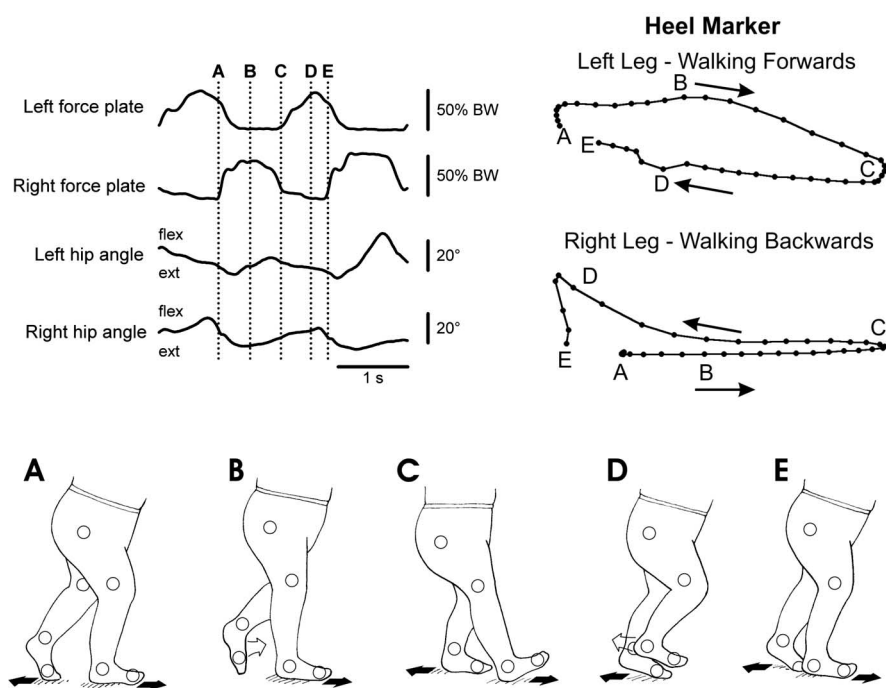 Heel Marker
Left Leg - Walking Forwards
A B C D E
Left force plate
50% BW
Right force plate
50% BW
flex
Left hip angle
ext
20°
flex
Right hip angle
ext
20°
1 s
B
A
E
D
C
Right Leg - Walking Backwards
D
C
E
A
B
A B C D E